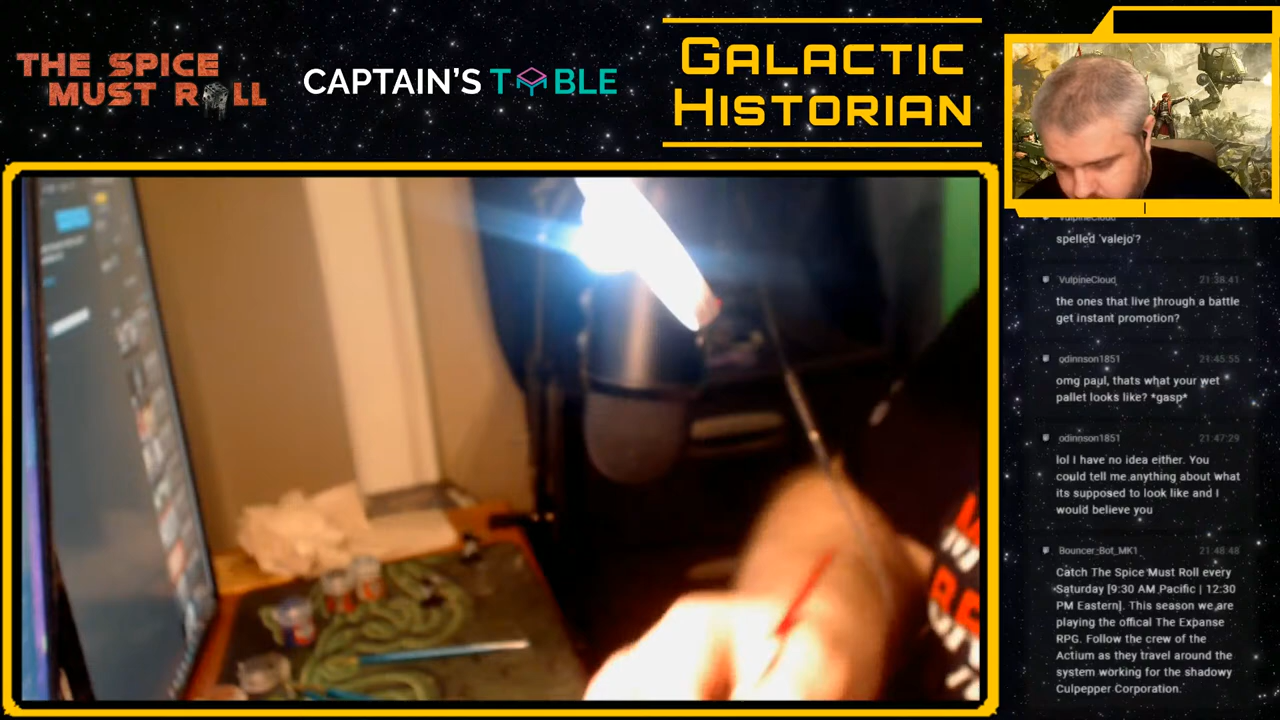 THE SPICE
MUST ROLL
CAPTAIN'S TABLE
GALACTIC
HISTORIAN
VulpineCloud
spelled 'valejo'?
VulpineCloud 21:38:41
the ones that live through a battle
get instant promotion?
odinnson1851 21:45:55
omg paul, thats what your wet
pallet looks like? *gasp*
odinnson1851 21:47:29
lol I have no idea either. You
could tell me anything about what
its supposed to look like and I
would believe you
Bouncer_Bot_MK1 21:48:48
Catch The Spice Must Roll every
Saturday [9:30 AM Pacific | 12:30
PM Eastern]. This season we are
playing the offical The Expanse
RPG. Follow the crew of the
Actium as they travel around the
system working for the shadowy
Culpepper Corporation.